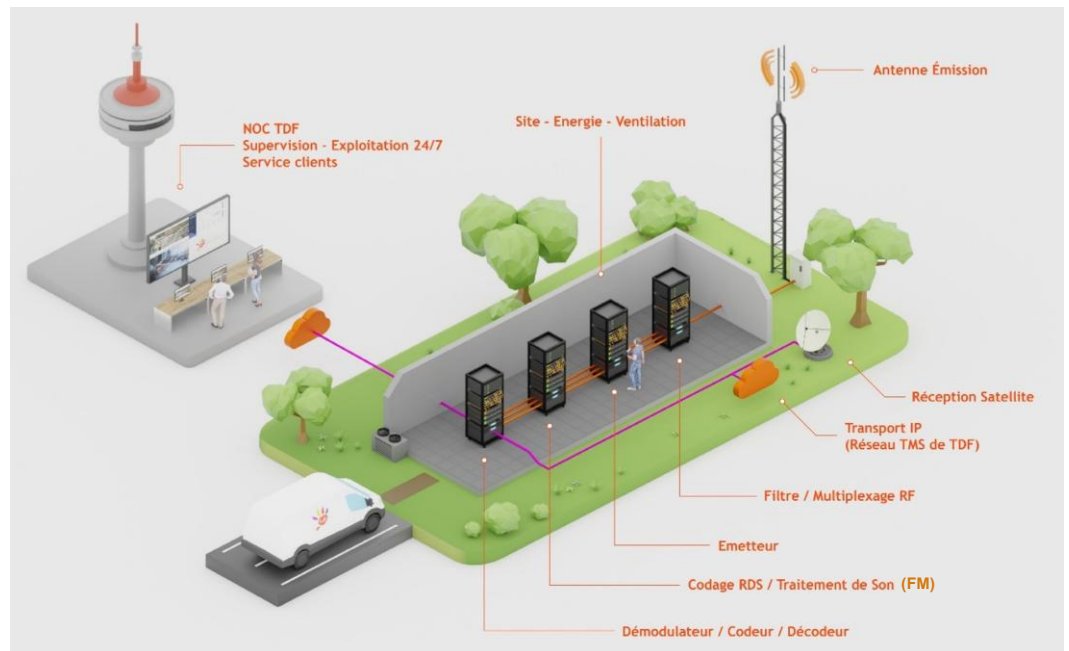 Antenne Émission
Site - Energie - Ventilation
NOC TDF
Supervision - Exploitation 24/7
Service clients
Réception Satellite
Transport IP
(Réseau TMS de TDF)
Filtre / Multiplexage RF
Emetteur
Codage RDS / Traitement de Son (FM)
Démodulateur / Codeur / Décodeur